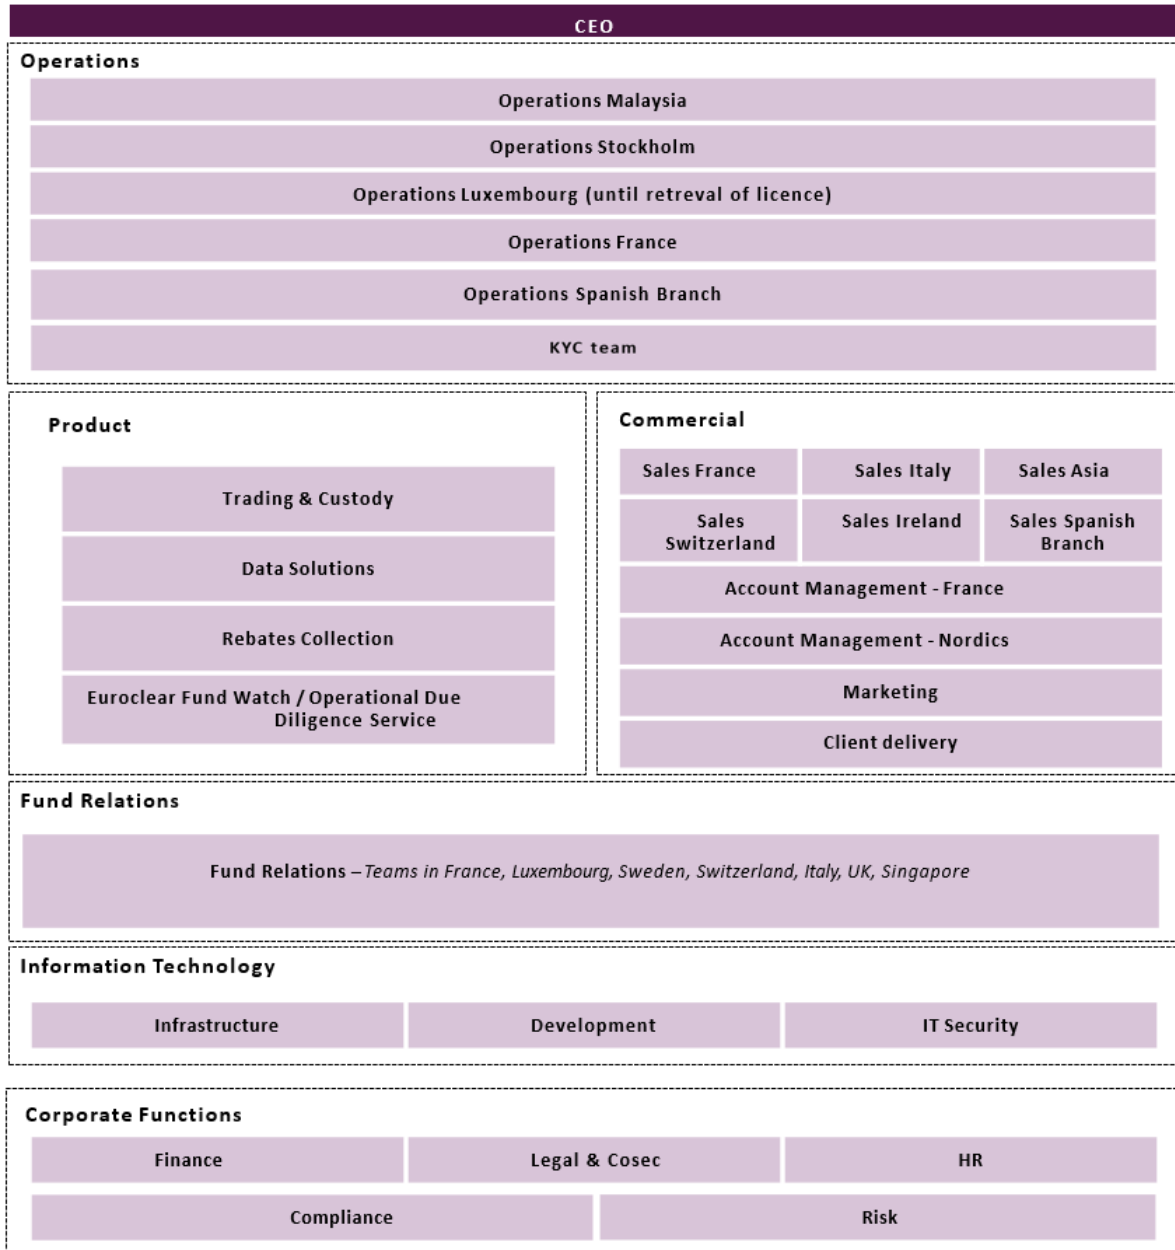 CEO
Operations
Operations Malaysia
Operations Stockholm
Operations Luxembourg (until retreval of licence)
Operations France
Operations Spanish Branch
KYC team
Product
Trading & Custody
Data Solutions
Rebates Collection
Euroclear Fund Watch / Operational Due
Diligence Service
Commercial
Sales France
Sales Italy
Sales Asia
Sales
Switzerland
Sales Ireland
Sales Spanish
Branch
Account Management - France
Account Management - Nordics
Marketing
Client delivery
Fund Relations
Fund Relations – Teams in France, Luxembourg, Sweden, Switzerland, Italy, UK, Singapore
Information Technology
Infrastructure
Development
IT Security
Corporate Functions
Finance
Legal & Cosec
HR
Compliance
Risk